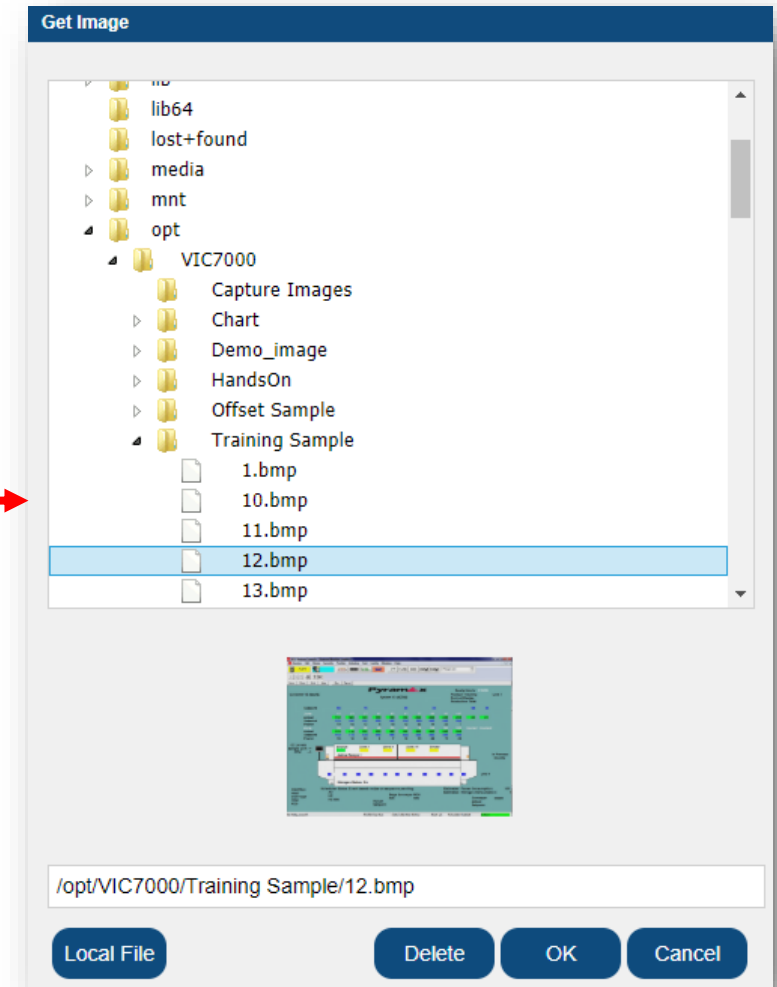 Get Image
lib64
lost+found
media
mnt
opt
VIC7000
Capture Images
Chart
Demo_image
HandsOn
Offset Sample
Training Sample
1.bmp
10.bmp
11.bmp
12.bmp
13.bmp
/opt/VIC7000/Training Sample/12.bmp
Local File Delete OK Cancel